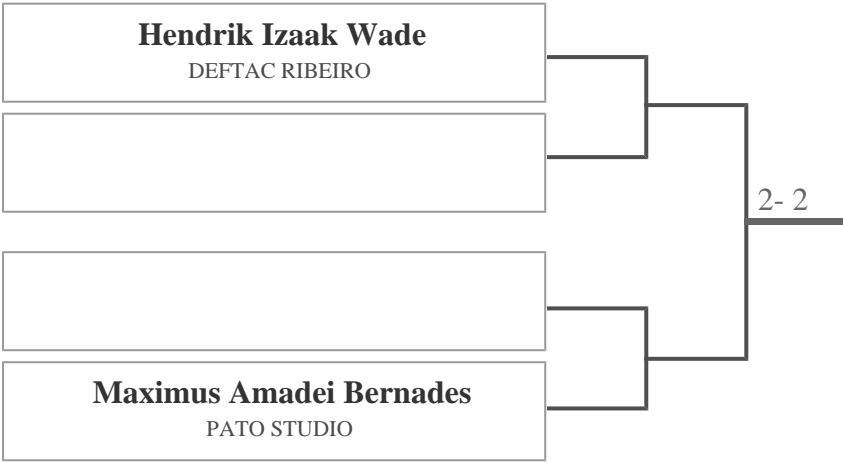 Hendrik Izaak Wade
DEFTAC RIBEIRO
2- 2
Maximus Amadei Bernades
PATO STUDIO